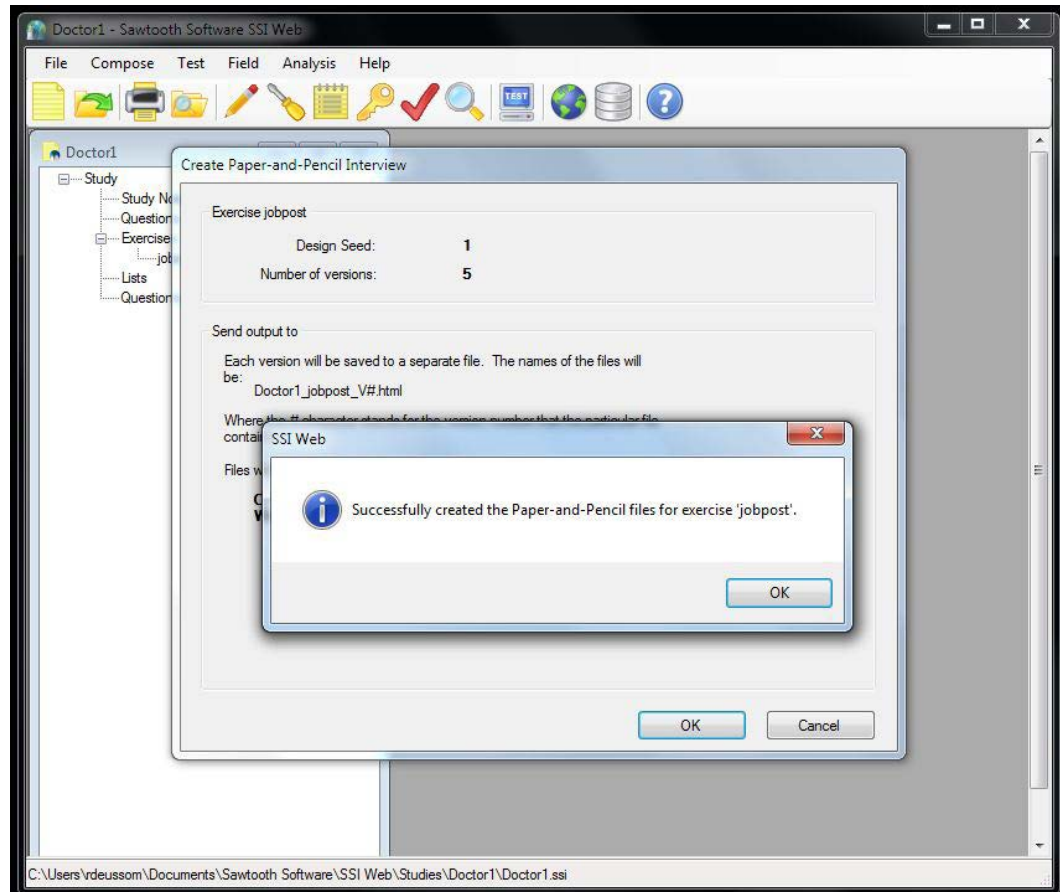 Doctor1 - Sawtooth Software SSI Web
File Compose Test Field Analysis Help
TEST
Doctor1
Study
Study
Question
Exercise
Lists
Question
Create Paper-and-Pencil Interview
Exercise jobpost
Design Seed: 1
Number of versions: 5
Send output to
Each version will be saved to a separate file. The names of the files will
be:
Doctor1_jobpost_V#.html
Where the # character stands for the version number that the particular file
Files
SSI Web
Successfully created the Paper-and-Pencil files for exercise 'jobpost'.
OK
OK Cancel
C:\Users\rdeussom\Documents\Sawtooth Software\SSI Web\Studies\Doctor1\Doctor1.ssi